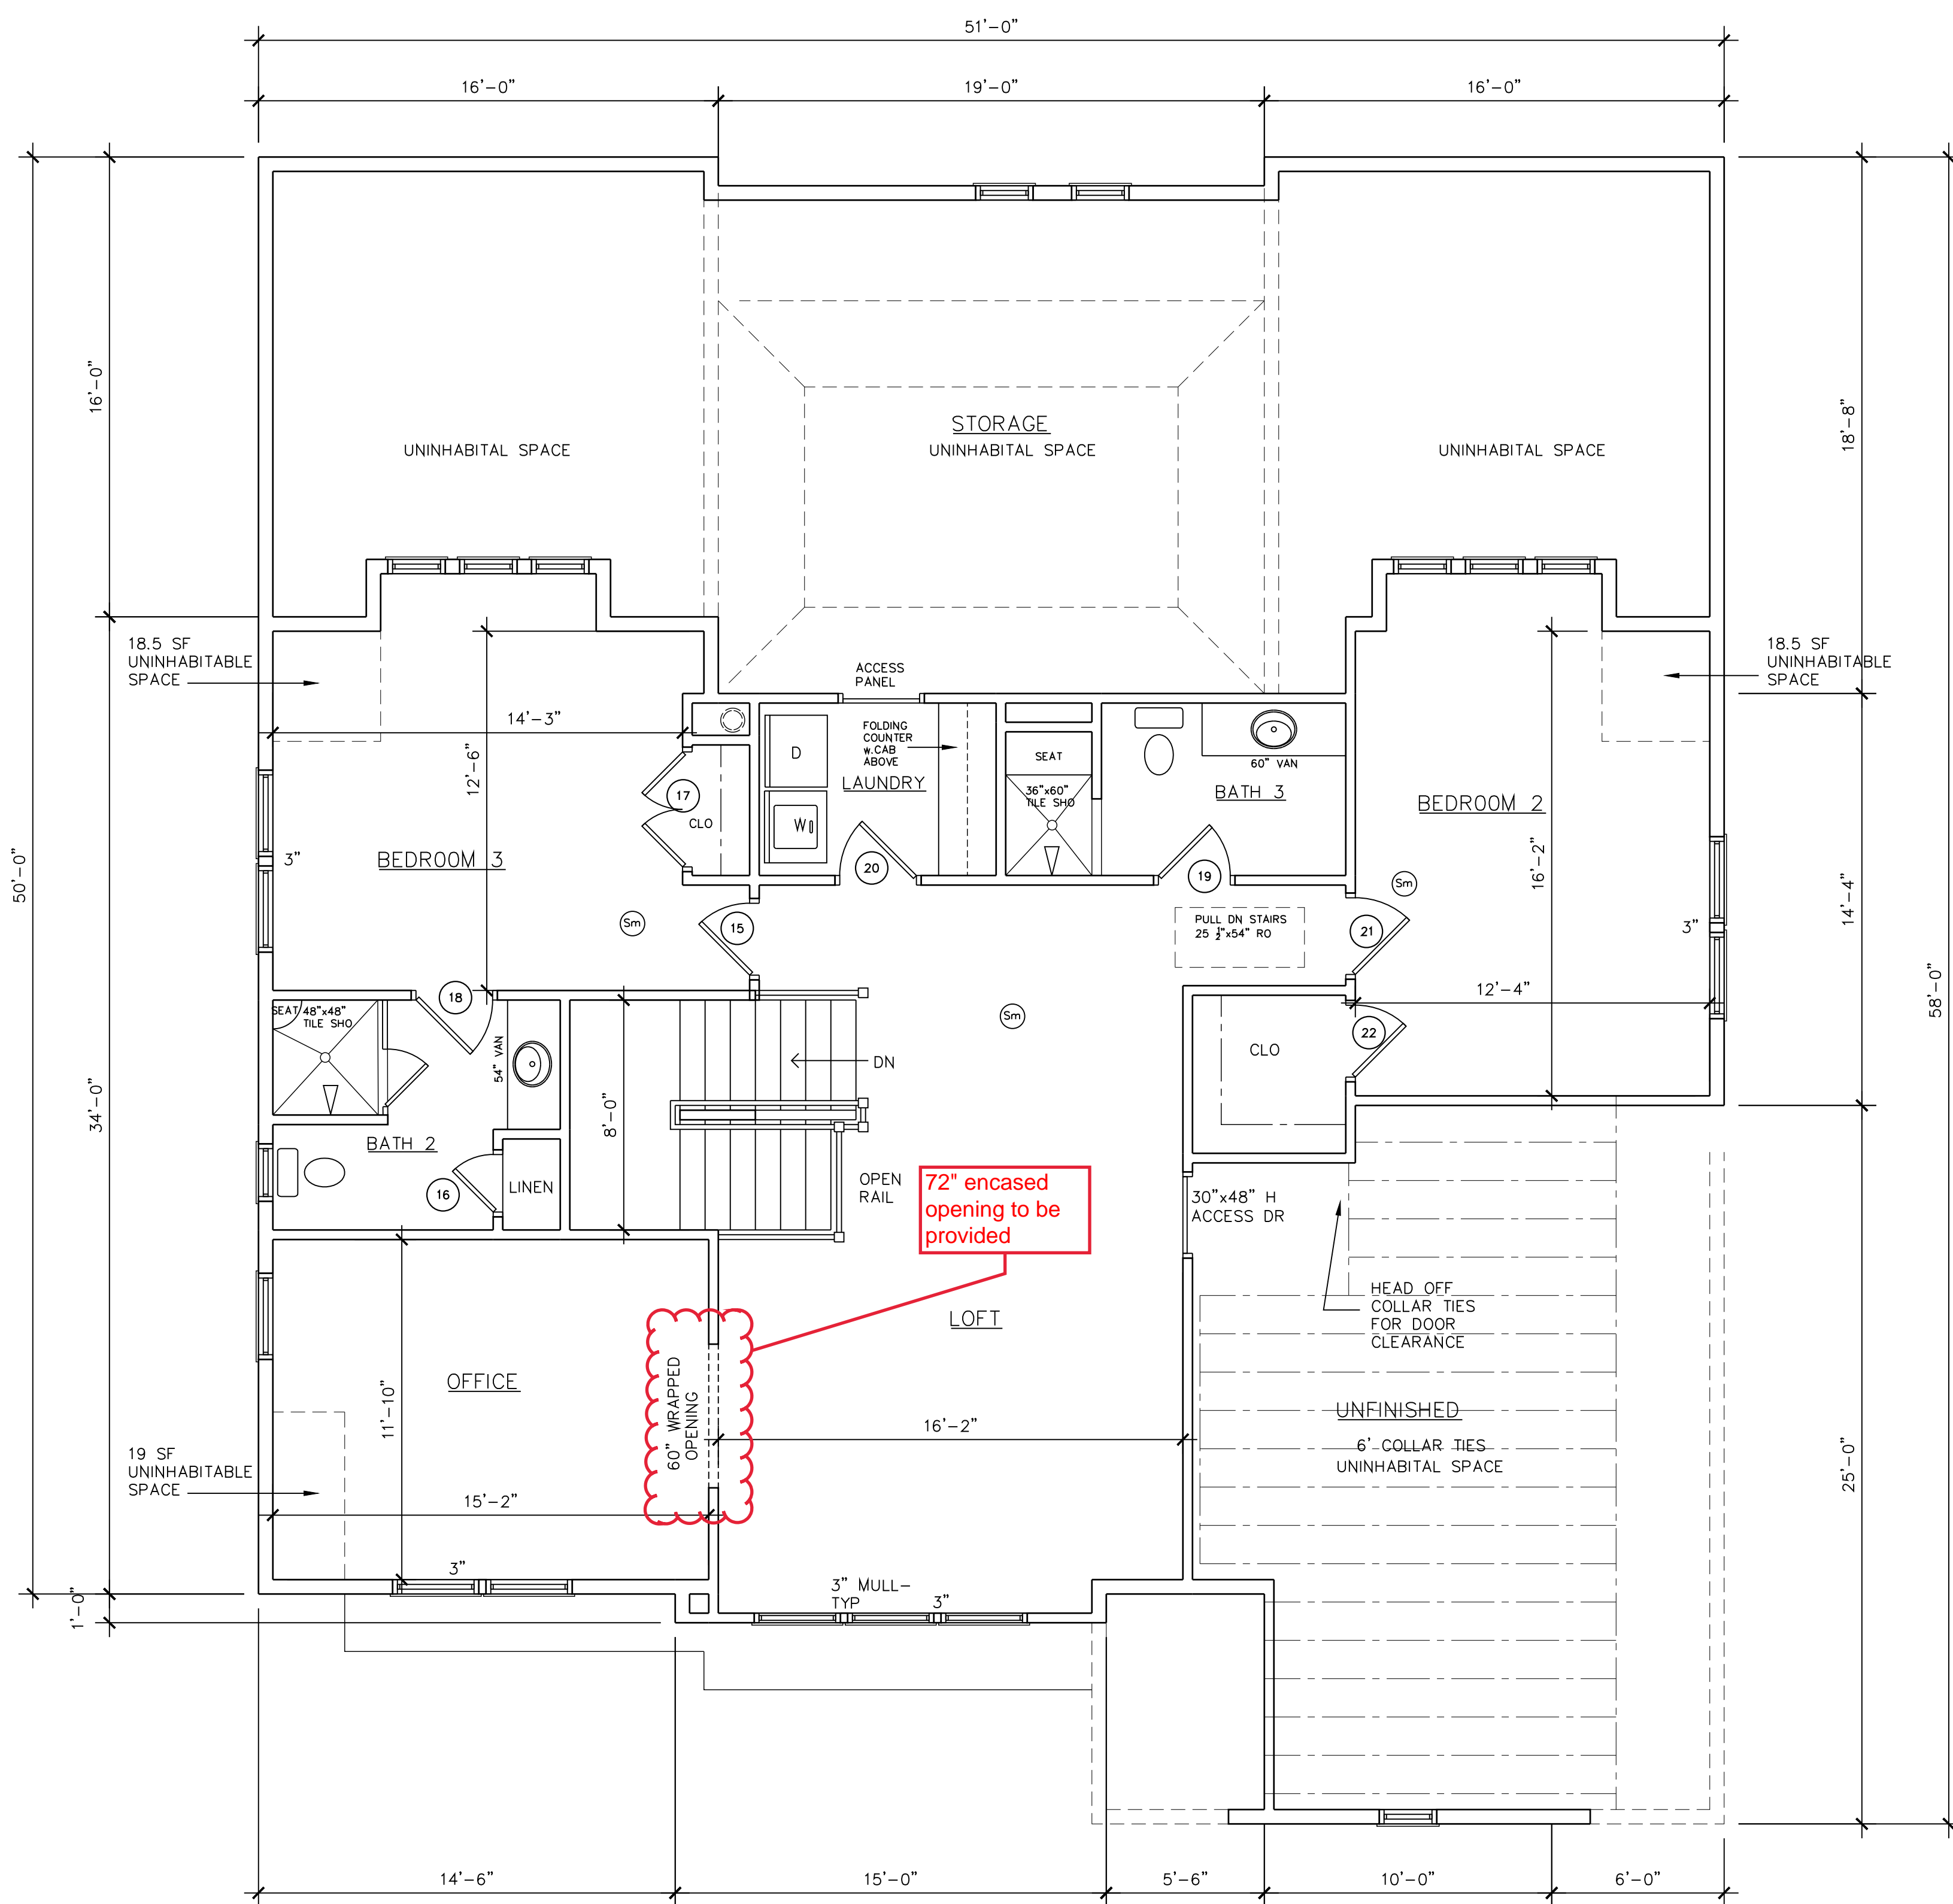 51'-0"
16'-0"
19'-0"
16'-0"
16'-0"
18'-8"
STORAGE
UNINHABITAL SPACE
UNINHABITAL SPACE
UNINHABITAL SPACE
18.5 SF
UNINHABITABLE
SPACE
18.5 SF
UNINHABITABLE
SPACE
ACCESS
PANEL
14'-3"
12'-6"
FOLDING
COUNTER
w.CAB
ABOVE
D
LAUNDRY
W
SEAT
36"x60"
TILE SHO
60" VAN
BATH 3
BEDROOM 2
17
CLO
BEDROOM 3
3"
50'-0"
20
19
Sm
16'-2"
14'-4"
Sm
15
PULL DN STAIRS
25 ½"x54" RO
21
3"
12'-4"
58'-0"
18
SEAT
48"x48"
TILE SHO
54" VAN
Sm
22
CLO
DN
34'-0"
8'-0"
BATH 2
16
LINEN
OPEN
RAIL
72" encased
opening to be
provided
30"x48" H
ACCESS DR
HEAD OFF
COLLAR TIES
FOR DOOR
CLEARANCE
LOFT
OFFICE
11'-10"
60" WRAPPED
OPENING
16'-2"
UNFINISHED
6' COLLAR TIES
UNINHABITAL SPACE
25'-0"
19 SF
UNINHABITABLE
SPACE
15'-2"
3"
3" MULL-
TYP
3"
1'-0"
14'-6"
15'-0"
5'-6"
10'-0"
6'-0"